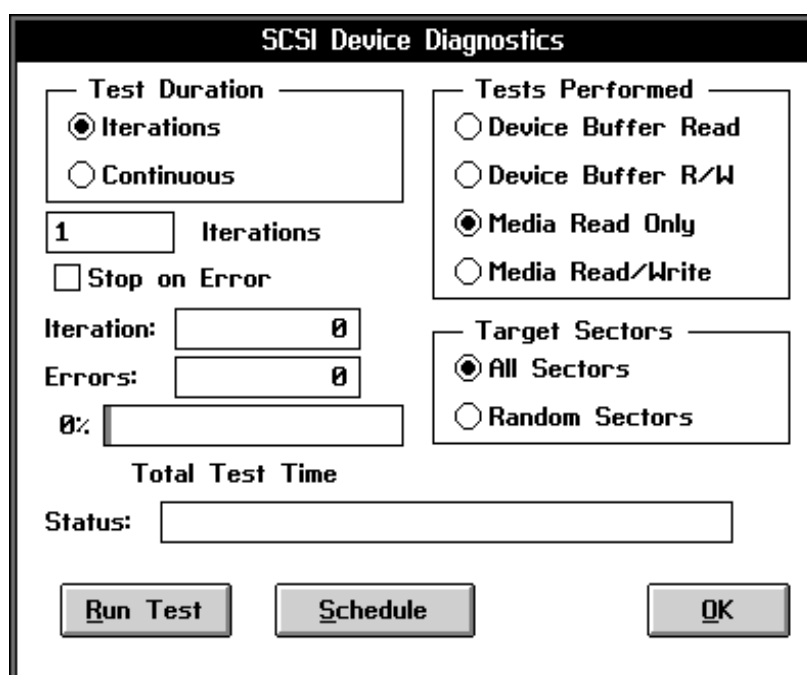 SCSI Device Diagnostics
Test Duration
Iterations
Continuous
1 Iterations
Stop on Error
Iteration: 0
Errors: 0
0%
Total Test Time
Tests Performed
Device Buffer Read
Device Buffer R/W
Media Read Only
Media Read/Write
Target Sectors
All Sectors
Random Sectors
Status:
Run Test Schedule OK